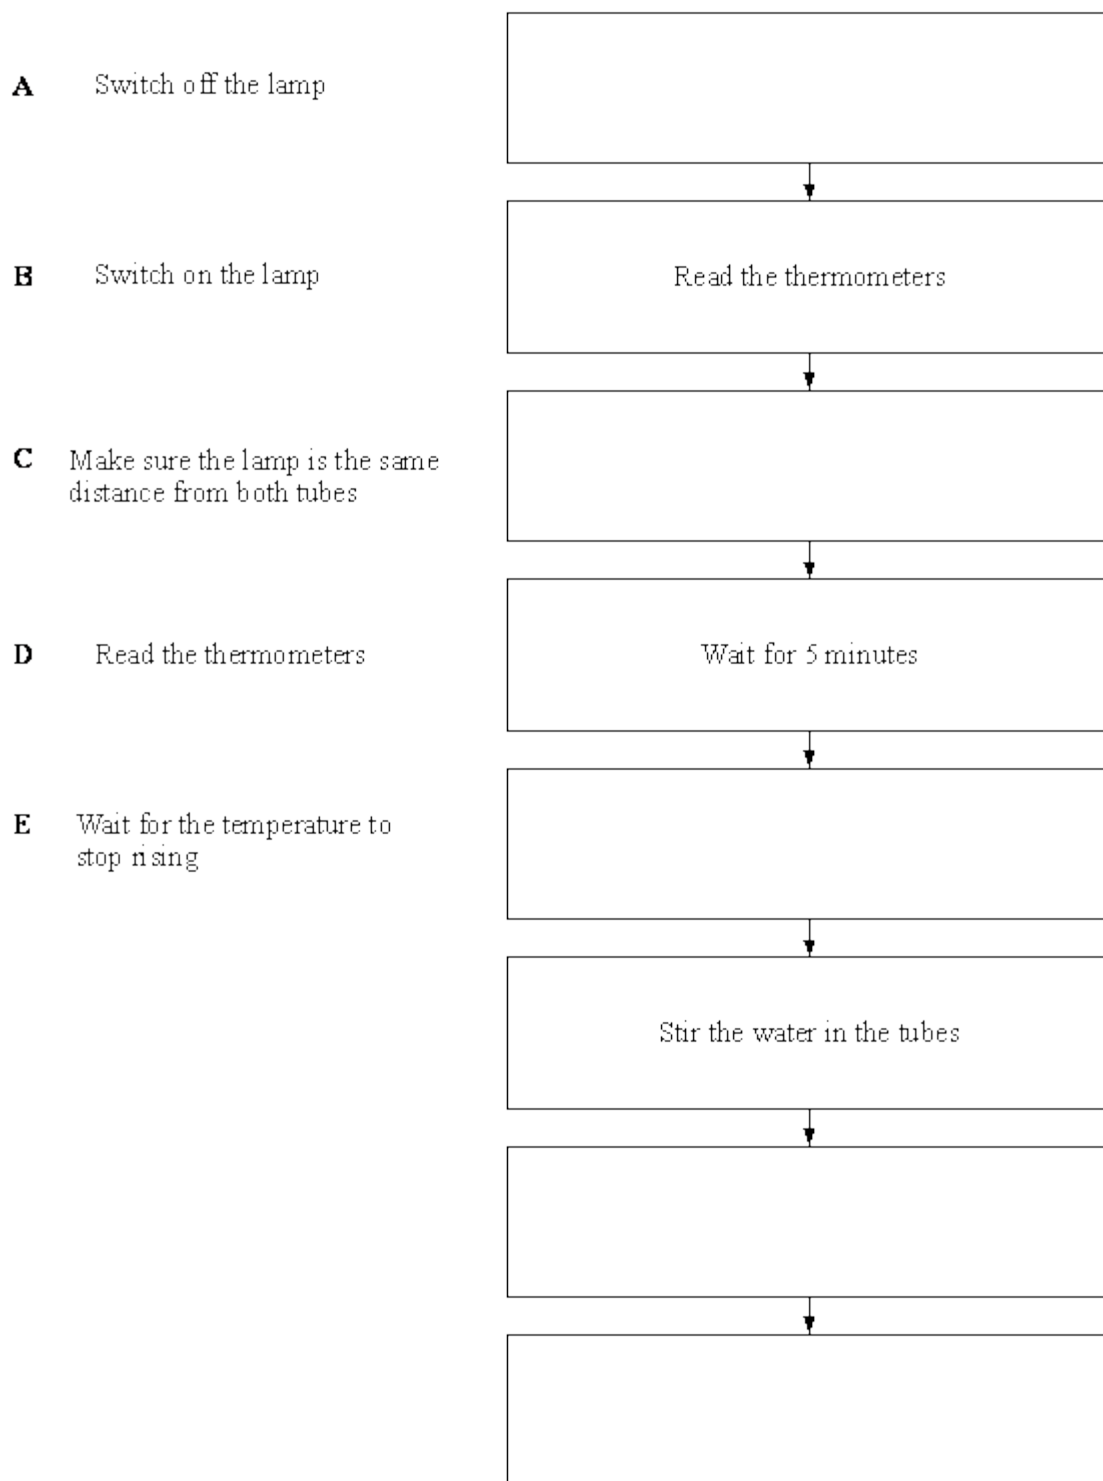 A Switch off the lamp
B Switch on the lamp
Read the thermometers
C Make sure the lamp is the same
distance from both tubes
D Read the thermometers
Wait for 5 minutes
E Wait for the temperature to
stop rising
Stir the water in the tubes